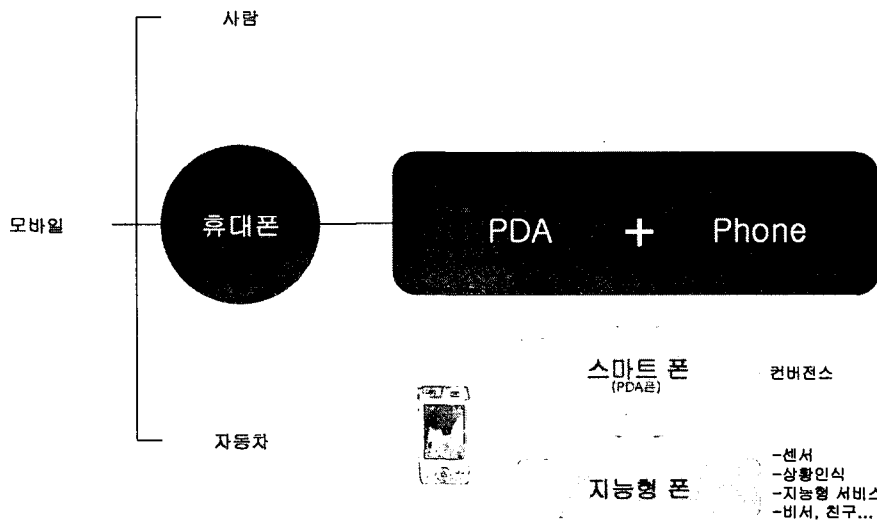 사람
모바일
휴대폰
PDA + Phone
스마트 폰
(PDA폰)
컨버전소
자동차
지능형 폰
-센서
-상황인식
-지능형 서비스
-비서, 친구...